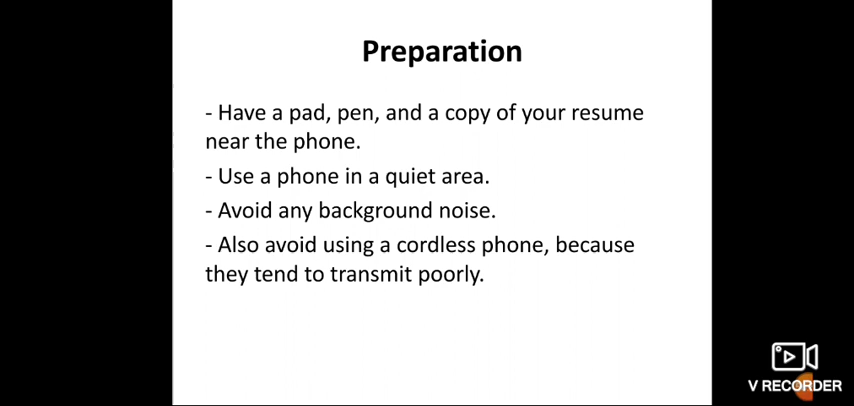 Preparation
- Have a pad, pen, and a copy of your resume
near the phone.
- Use a phone in a quiet area.
- Avoid any background noise.
- Also avoid using a cordless phone, because
they tend to transmit poorly.
V RECORDER